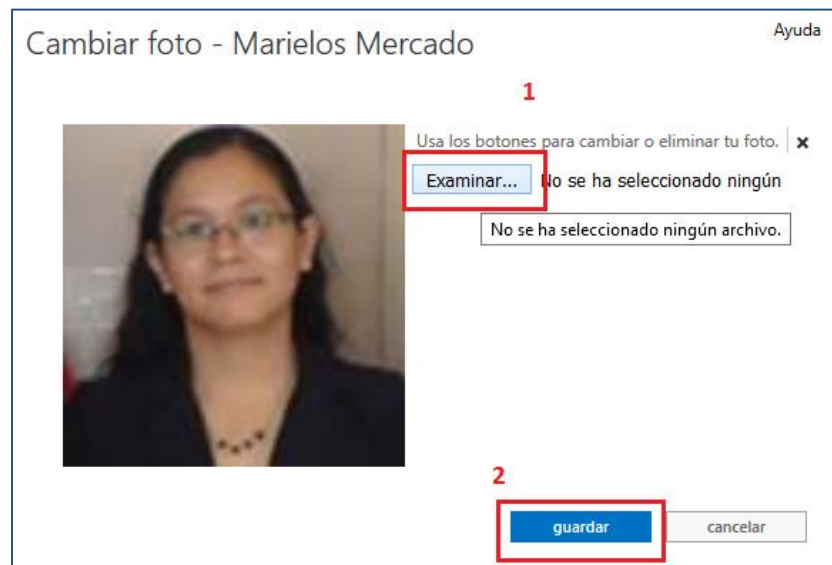 Cambiar foto - Marielos Mercado
Ayuda
1
Usa los botones para cambiar o eliminar tu foto.
Examinar... No se ha seleccionado ningún
No se ha seleccionado ningún archivo.
2
guardar
cancelar